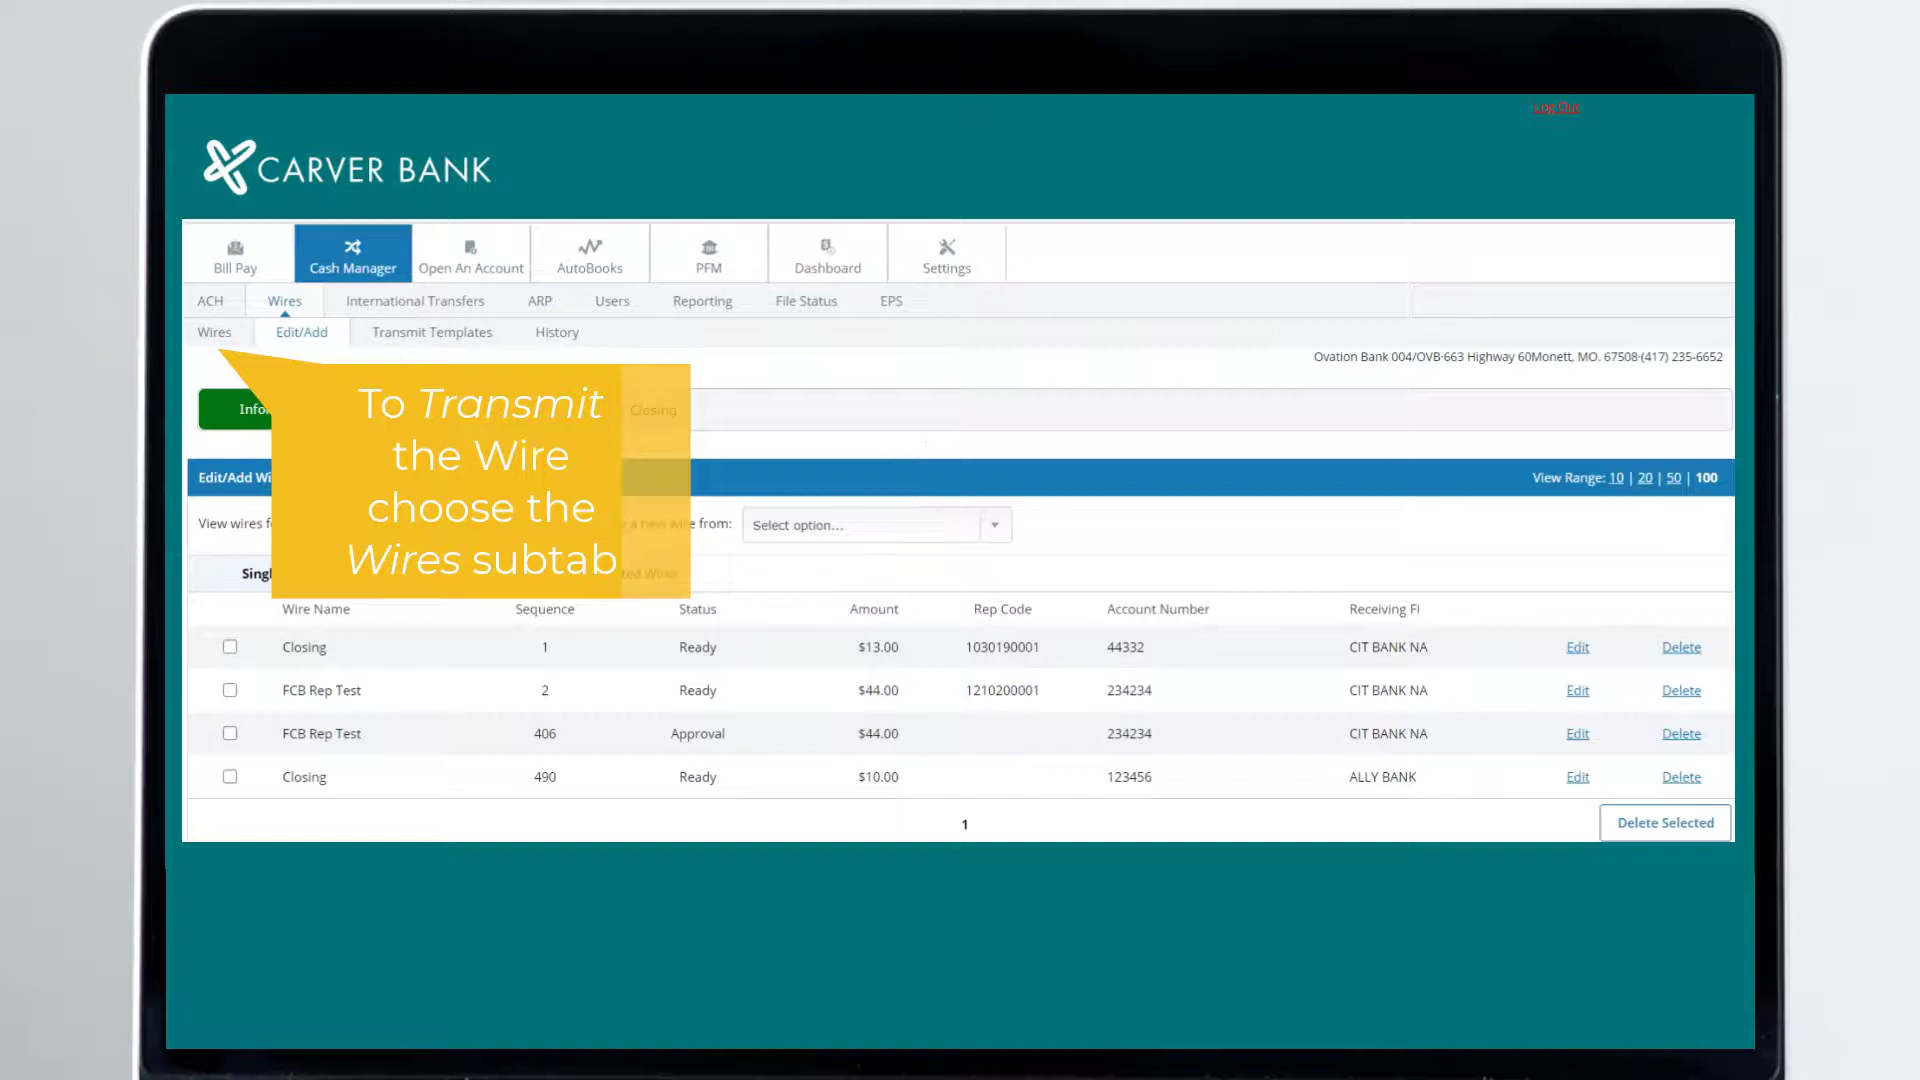 Log Out
CARVER BANK
Bill Pay
Cash Manager
Open An Account
AutoBooks
PFM
Dashboard
Settings
ACH
Wires
International Transfers
ARP
Users
Reporting
File Status
EPS
Wires
Edit/Add
Transmit Templates
History
Ovation Bank 004/OVB·663 Highway 60Monett, MO. 67508·(417) 235-6652
To Transmit
the Wire
choose the
Wires subtab
Closing
Edit/Add
View Range: 10 | 20 | 50 | 100
View wires
a new wire from:
Select option...
Wires
Wire Name Sequence Status Amount Rep Code Account Number Receiving FI
Closing 1 Ready $13.00 1030190001 44332 CIT BANK NA Edit Delete
FCB Rep Test 2 Ready $44.00 1210200001 234234 CIT BANK NA Edit Delete
FCB Rep Test 406 Approval $44.00 234234 CIT BANK NA Edit Delete
Closing 490 Ready $10.00 123456 ALLY BANK Edit Delete
1
Delete Selected